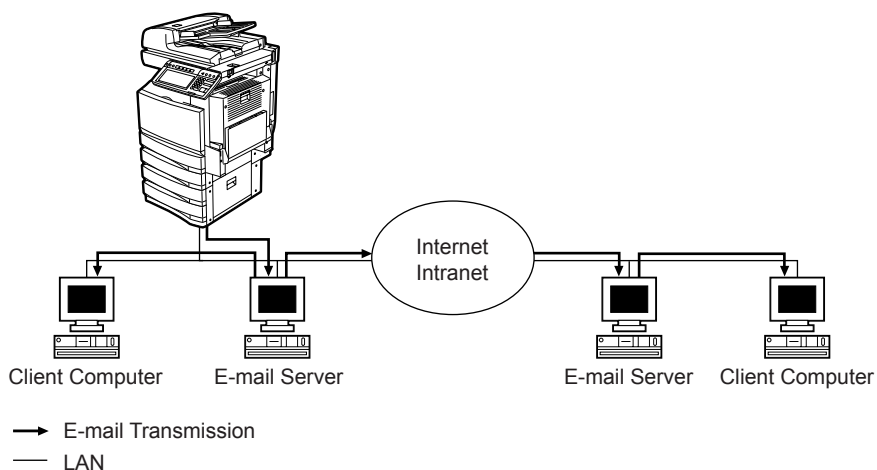 Internet
Intranet
Client Computer
E-mail Server
E-mail Server
Client Computer
E-mail Transmission
LAN